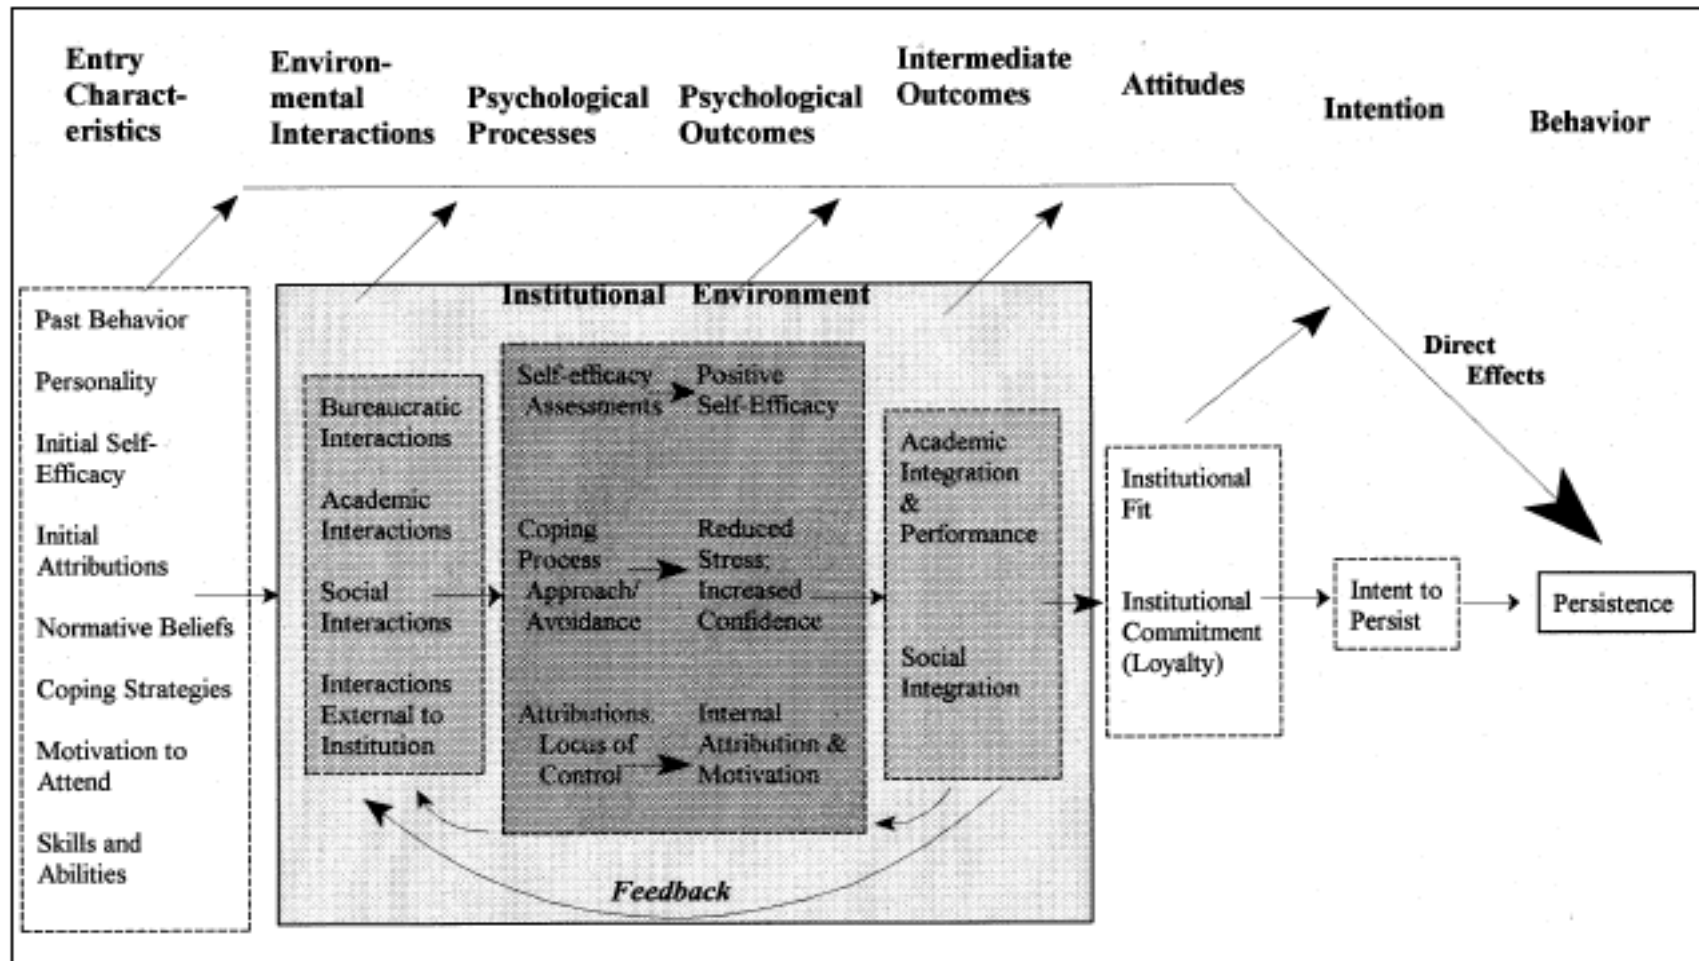 Entry
Charact-
eristics
Environ-
mental
Interactions
Psychological
Processes
Psychological
Outcomes
Intermediate
Outcomes
Attitudes
Intention
Behavior
Past Behavior
Personality
Initial Self-
Efficacy
Initial
Attributions
Normative Beliefs
Coping Strategies
Motivation to
Attend
Skills and
Abilities
Institutional Environment
Bureaucratic
Interactions
Academic
Interactions
Social
Interactions
Interactions
External to
Institution
Self-efficacy
Assessments
Positive
Self-Efficacy
Coping
Process
Approach/
Avoidance
Reduced
Stress;
Increased
Confidence
Attributions.
Locus of
Control
Internal
Attribution &
Motivation
Academic
Integration
&
Performance
Social
Integration
Feedback
Institutional
Fit
Institutional
Commitment
(Loyalty)
Direct
Effects
Intent to
Persist
Persistence